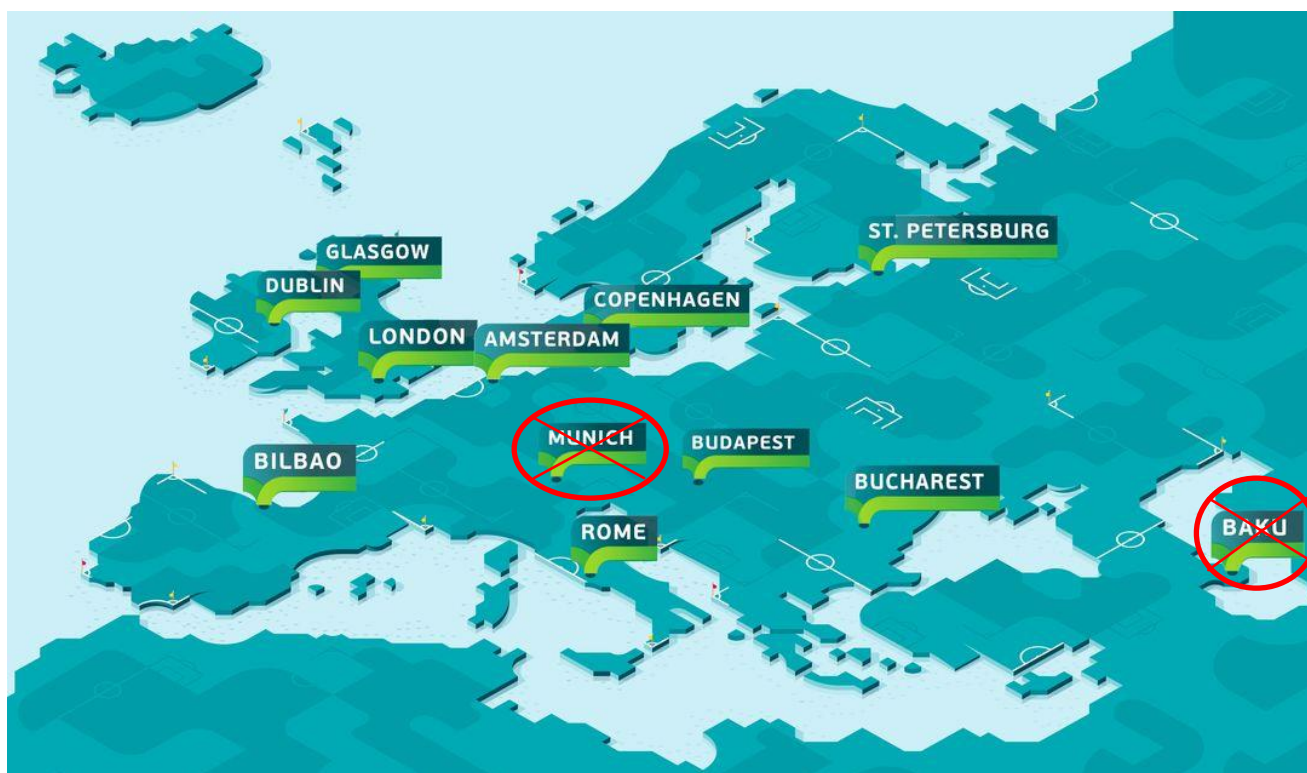 GLASGOW
ST. PETERSBURG
DUBLIN
COPENHAGEN
LONDON
AMSTERDAM
MUNICH
BUDAPEST
BILBAO
BUCHAREST
ROME
BAKU